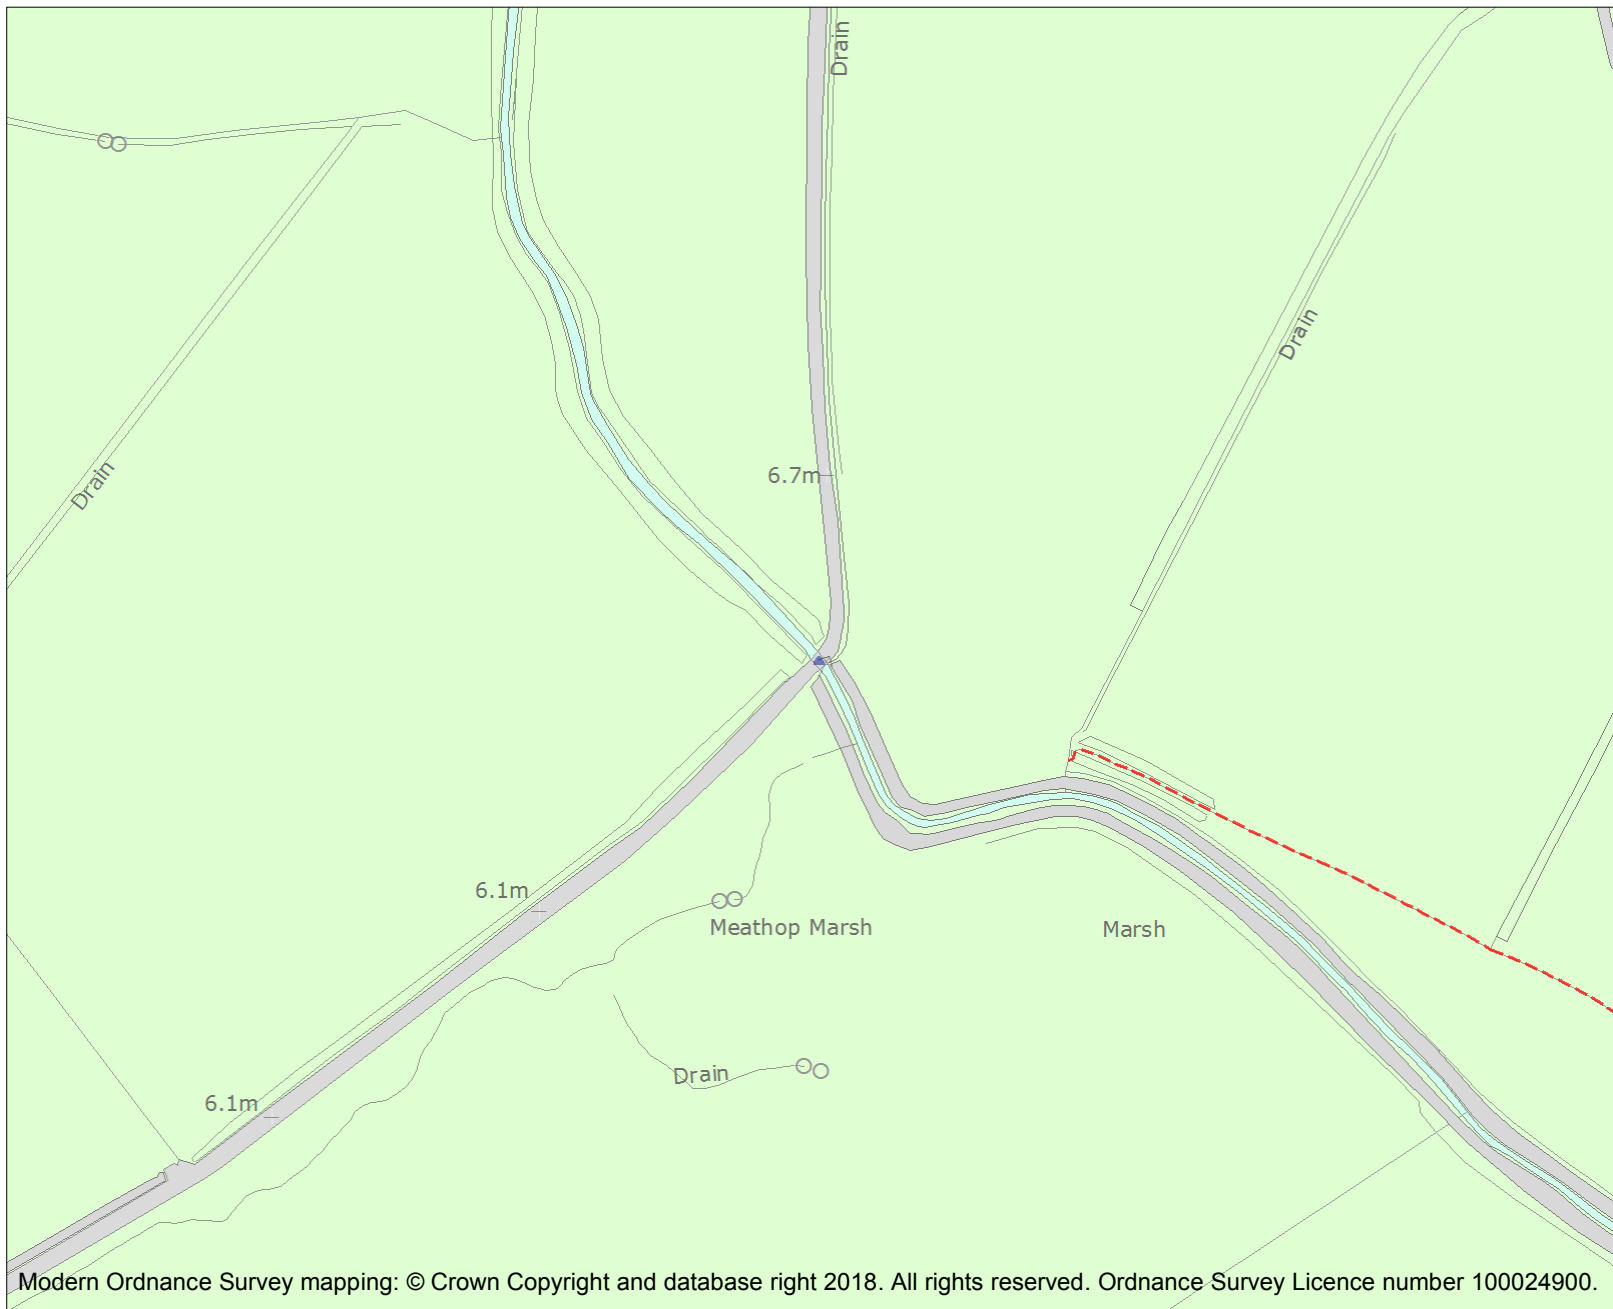 Drain
Drain
Drain
6.7m
6.1m
Meathop Marsh
Marsh
Drain
6.1m
Modern Ordnance Survey mapping: © Crown Copyright and database right 2018. All rights reserved. Ordnance Survey Licence number 100024900.